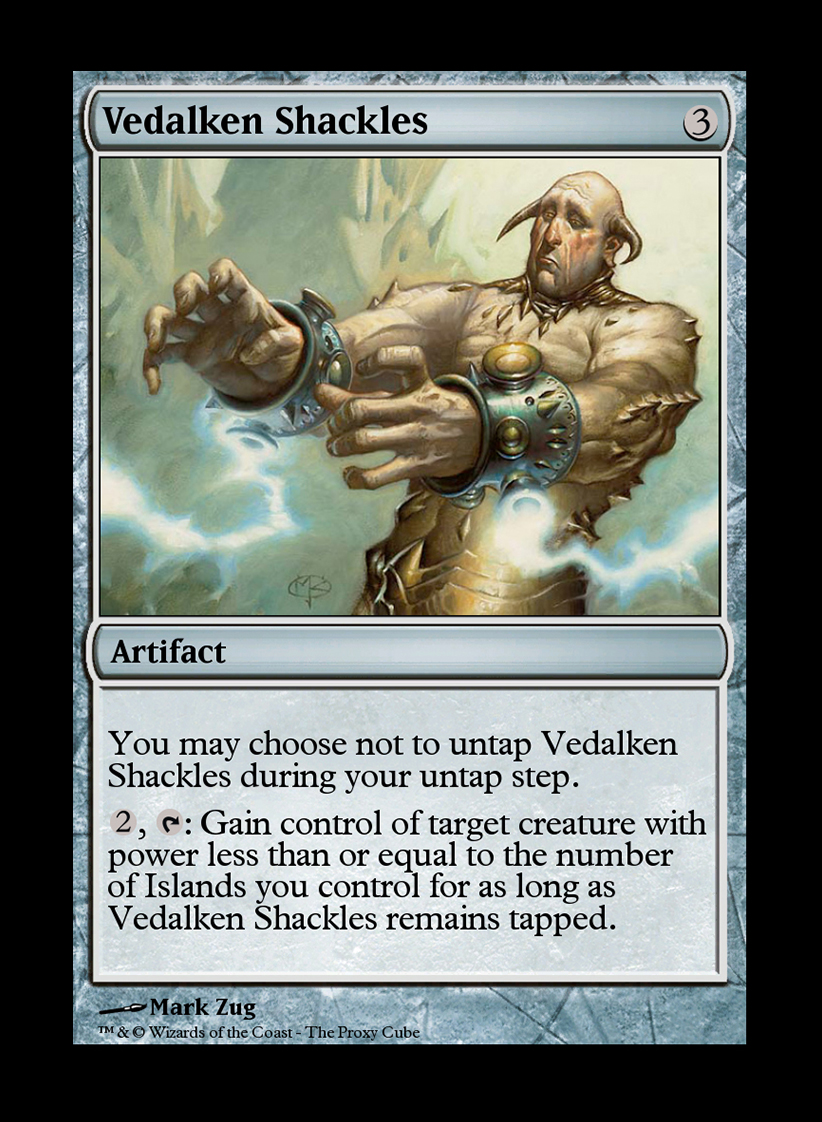 Vedalken Shackles 3
Artifact
You may choose not to untap Vedalken
Shackles during your untap step.
2, : Gain control of target creature with
power less than or equal to the number
of Islands you control for as long as
Vedalken Shackles remains tapped.
Mark Zug
™ & © Wizards of the Coast - The Proxy Cube